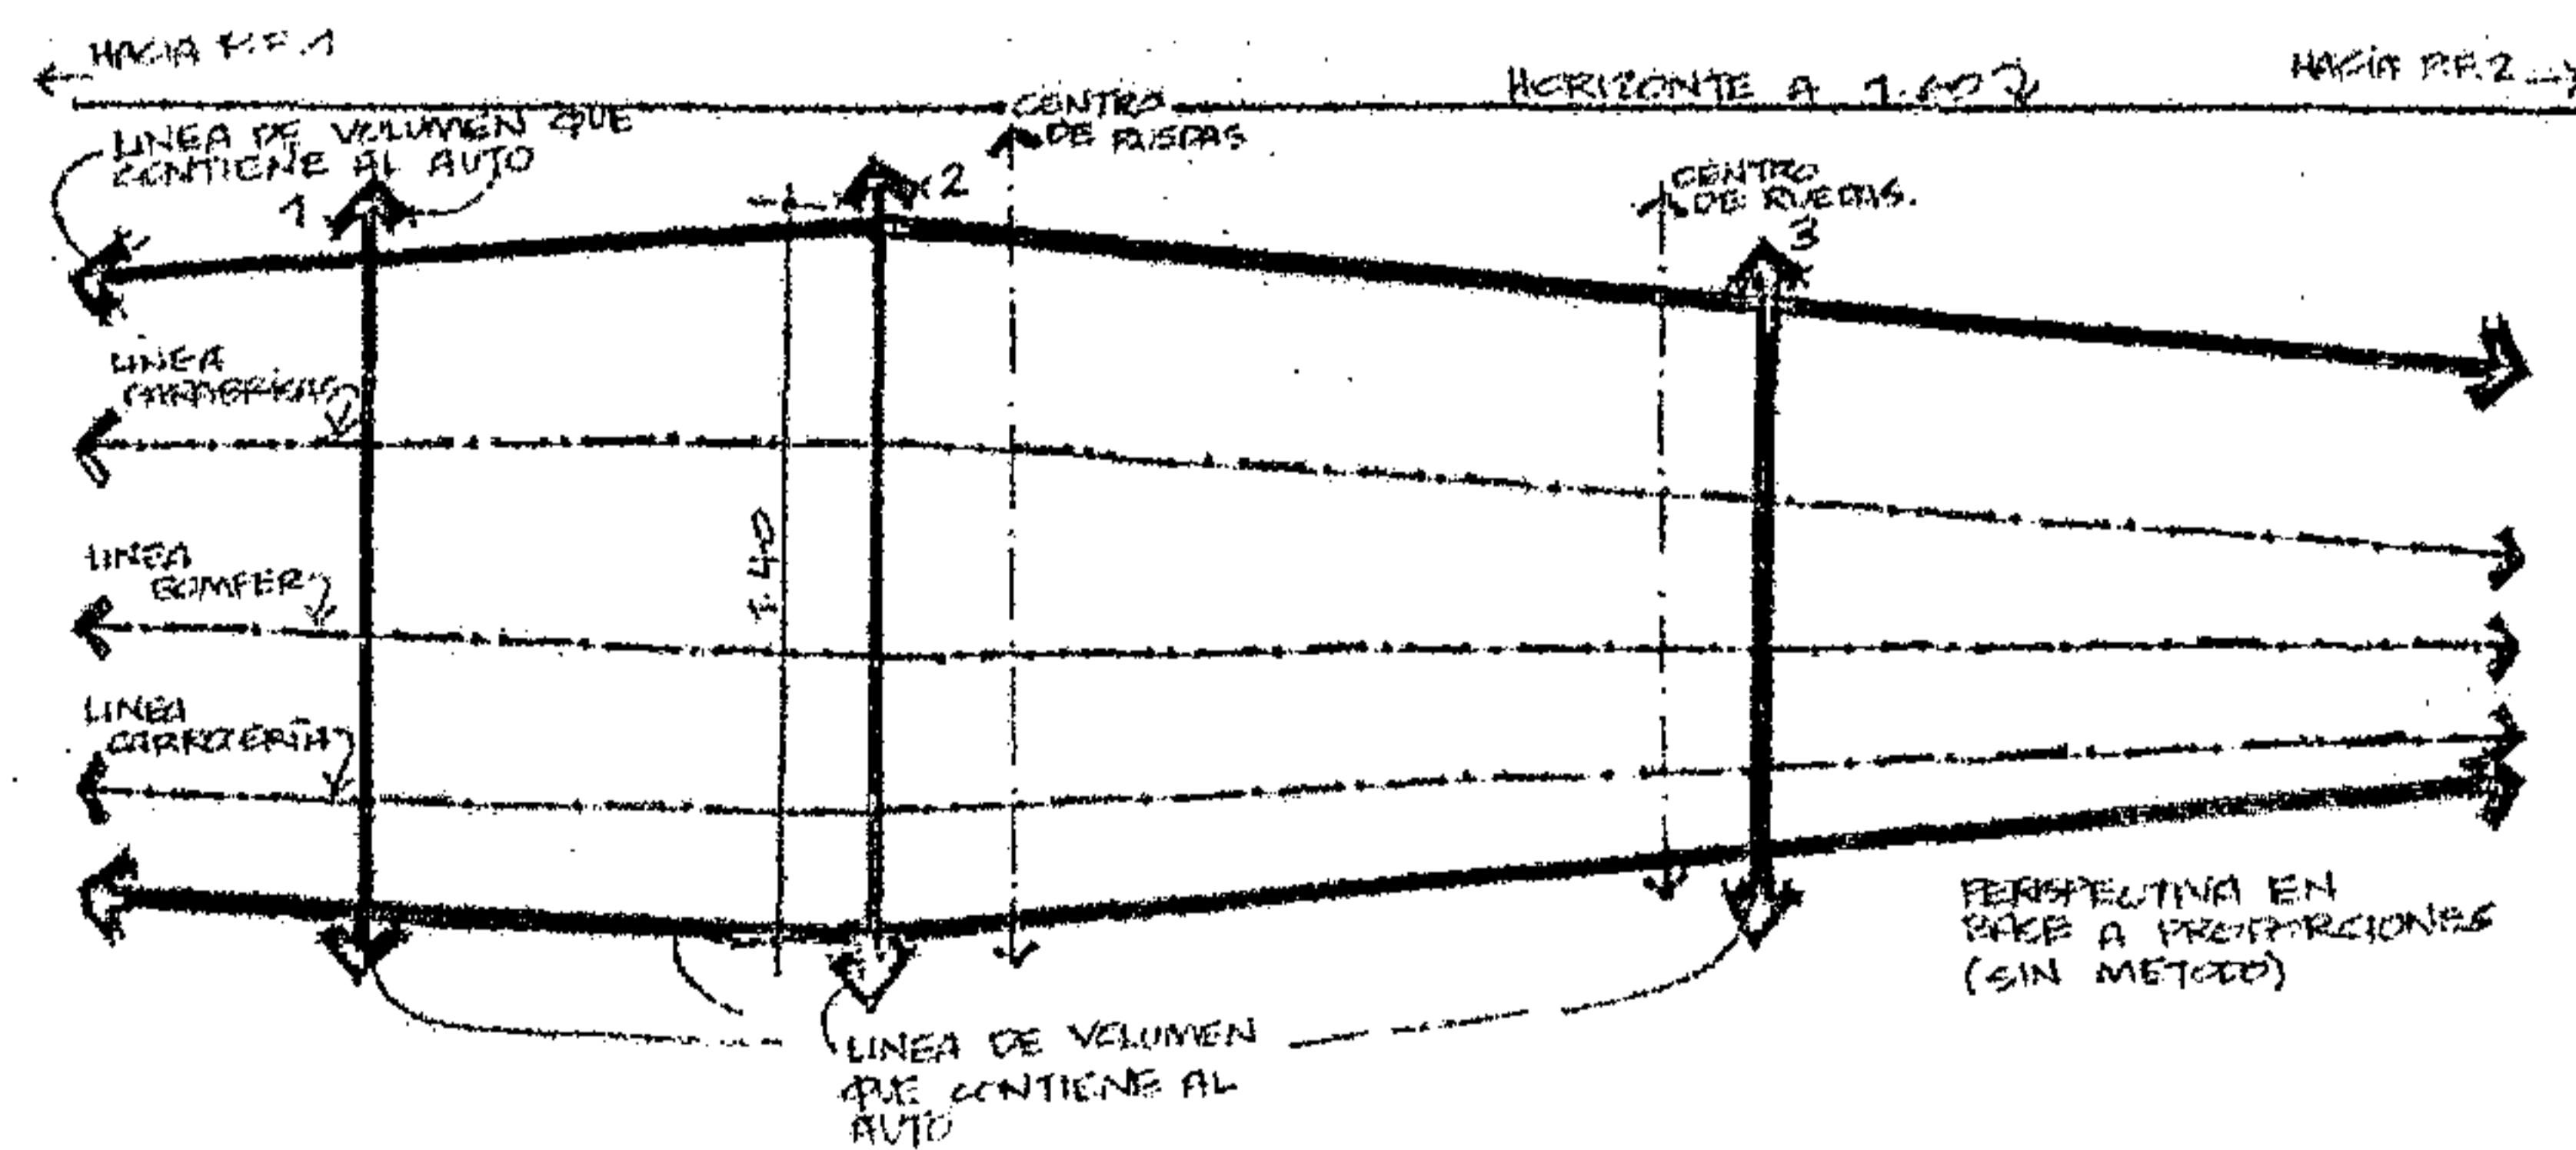 HACIA P.F.1
HORIZONTE A 1.60
HACIA P.F.2
CENTRO
DE RUEDAS
LINEA DE VOLUMEN QUE
CONTIENE AL AUTO
1
2
CENTRO
DE RUEDAS.
3
LINEA
LINEA
BOMPER
1.40
LINEA
CARROCERÍA
PERSPECTIVA EN
BASE A PROPORCIONES
(SIN METODO)
LINEA DE VOLUMEN
QUE CONTIENE AL
AUTO